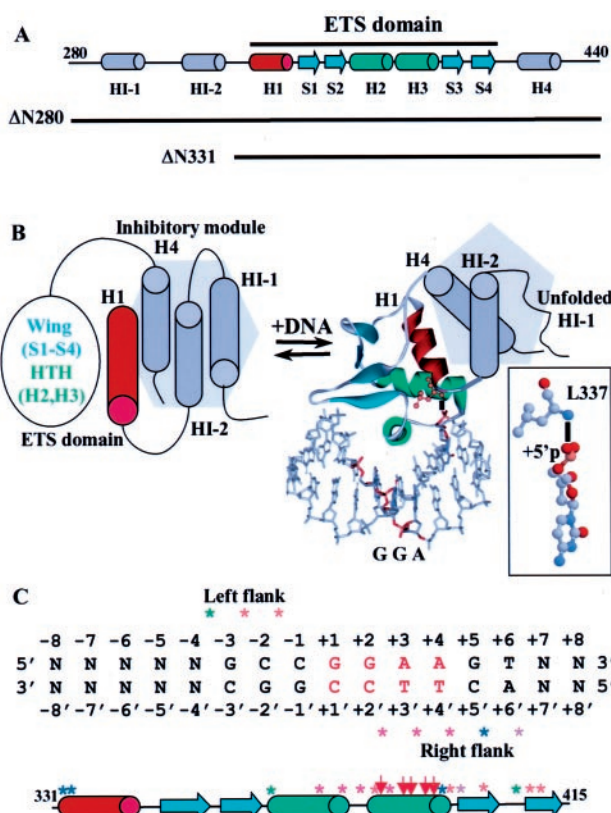 A
ETS domain
280
440
HI-1 HI-2 H1 S1 S2 H2 H3 S3 S4 H4
ΔN280
ΔN331
B
Inhibitory module
H4
HI-1
H1
Wing
(S1-S4)
HTH
(H2,H3)
ETS domain
HI-2
+DNA
H4
HI-2
H1
Unfolded
HI-1
L337
+5'p
G G A
C
Left flank
* * *
-8 -7 -6 -5 -4 -3 -2 -1 +1 +2 +3 +4 +5 +6 +7 +8
5' N N N N N G C C G G A A G T N N 3'
3' N N N N N C G G C C T T C A N N 5'
-8' -7' -6' -5' -4' -3' -2' -1' +1' +2' +3' +4' +5' +6' +7' +8'
* * * * *
Right flank
331
415